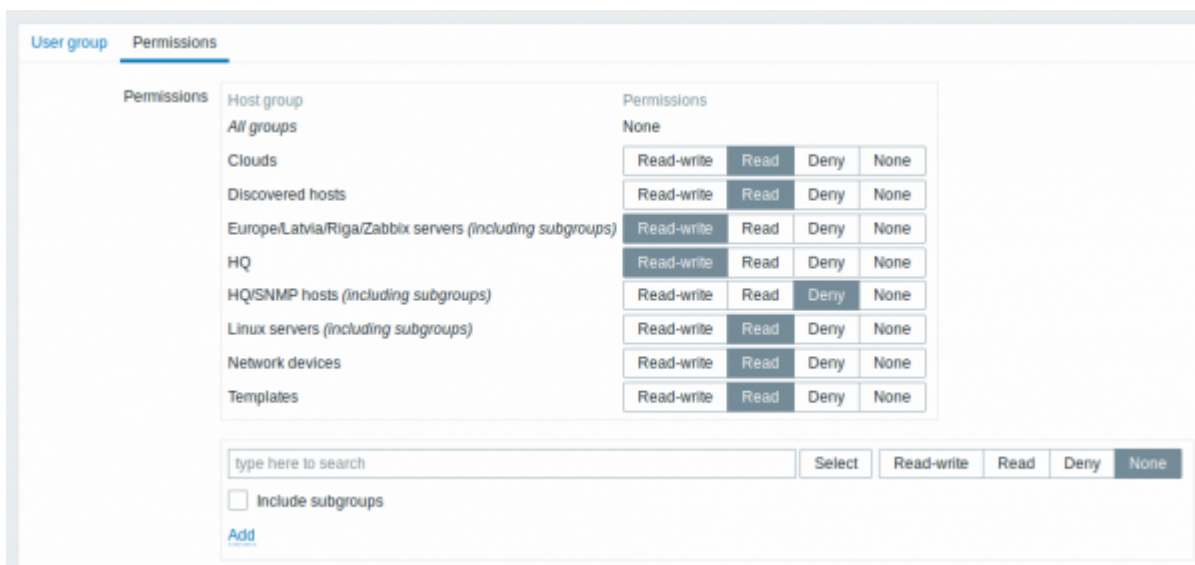 User group Permissions
Permissions Host group Permissions
All groups None
Clouds Read-write Read Deny None
Discovered hosts Read-write Read Deny None
Europe/Latvia/Riga/Zabbix servers (including subgroups) Read-write Read Deny None
HQ Read-write Read Deny None
HQ/SNMP hosts (including subgroups) Read-write Read Deny None
Linux servers (including subgroups) Read-write Read Deny None
Network devices Read-write Read Deny None
Templates Read-write Read Deny None
type here to search Select Read-write Read Deny None
Include subgroups
Add